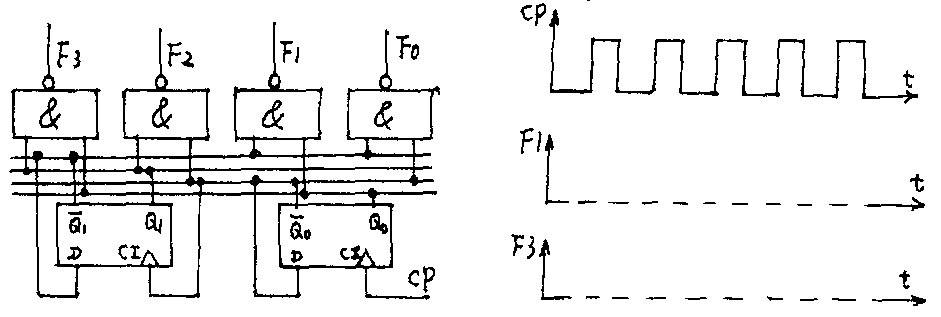 F3 F2 F1 F0
& & & &
Q̅1 Q1 Q̅0 Q0
D CI D CI
CP
CP
t
F1
t
F3
t